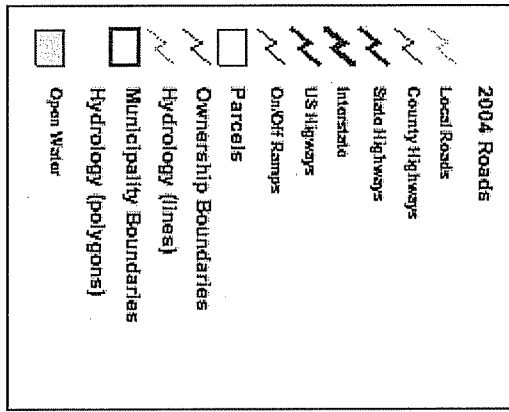 2004 Roads
Local Roads
County Highways
State Highways
Interstate
US Highways
On/Off Ramps
Parcels
Ownership Boundaries
Hydrology (lines)
Municipality Boundaries
Hydrology (polygons)
Open Water